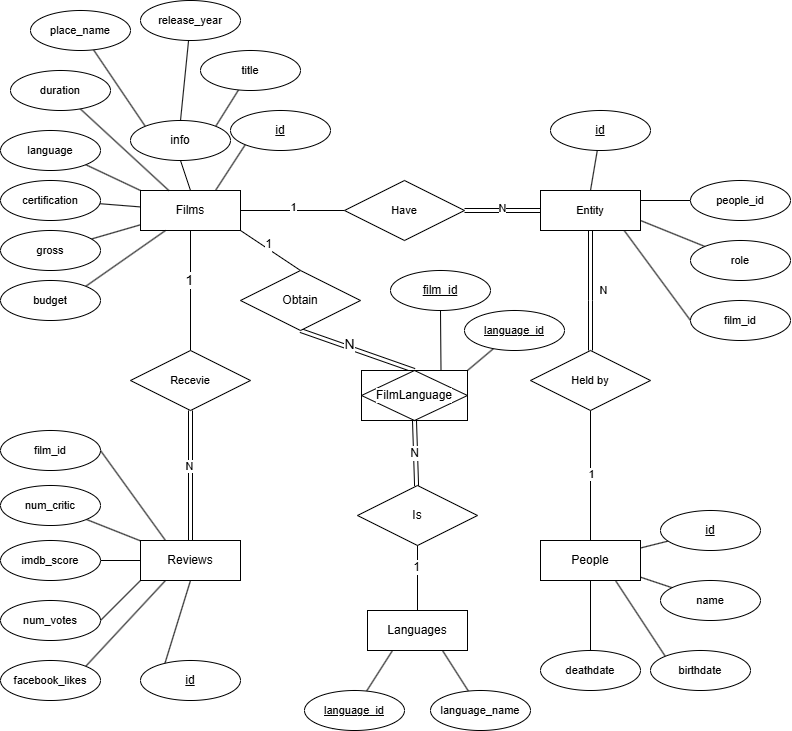 release_year
place_name
title
duration
id
info
id
language
certification
Films
1
Have
N
Entity
people_id
gross
1
role
budget
1
Obtain
film_id
N
film_id
language_id
N
Recevie
FilmLanguage
Held by
film_id
N
N
1
num_critic
Is
id
imdb_score
Reviews
1
People
name
num_votes
Languages
facebook_likes
id
deathdate
birthdate
language_id
language_name